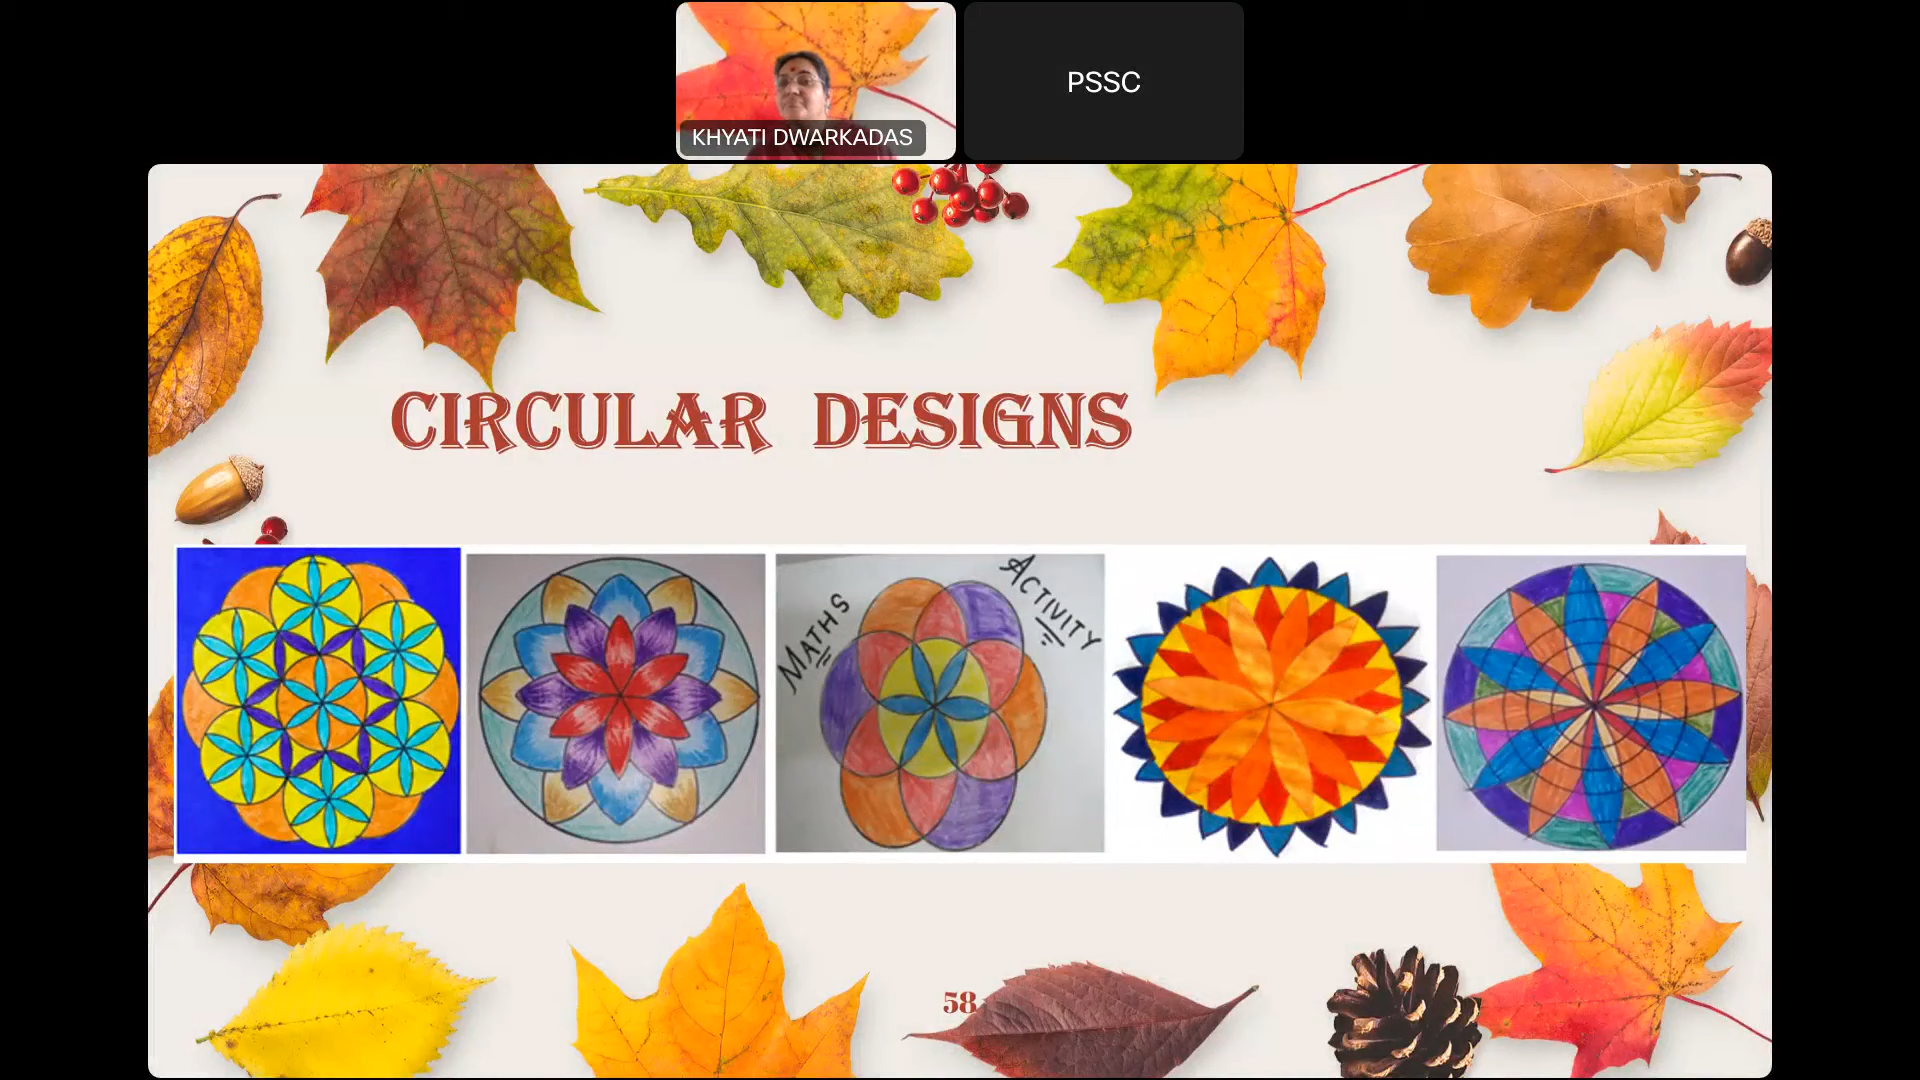 PSSC
KHYATI DWARKADAS
CIRCULAR DESIGNS
MATHS
ACTIVITY
58